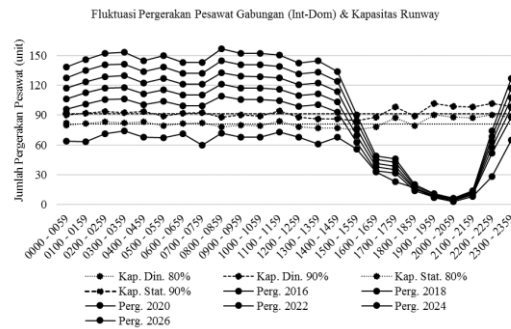 Fluktuasi Pergerakan Pesawat Gabungan (Int-Dom) & Kapasitas Runway
Jumlah Pergerakan Pesawat (unit)
150
120
90
60
30
0
0000 - 0059
0100 - 0159
0200 - 0259
0300 - 0359
0400 - 0459
0500 - 0559
0600 - 0659
0700 - 0759
0800 - 0859
0900 - 0959
1000 - 1059
1100 - 1159
1200 - 1259
1300 - 1359
1400 - 1459
1500 - 1559
1600 - 1659
1700 - 1759
1800 - 1859
1900 - 1959
2000 - 2059
2100 - 2159
2200 - 2259
2300 - 2359
Kap. Din. 80% Kap. Din. 90% Kap. Stat. 80%
Kap. Stat. 90% Perg. 2016 Perg. 2018
Perg. 2020 Perg. 2022 Perg. 2024
Perg. 2026